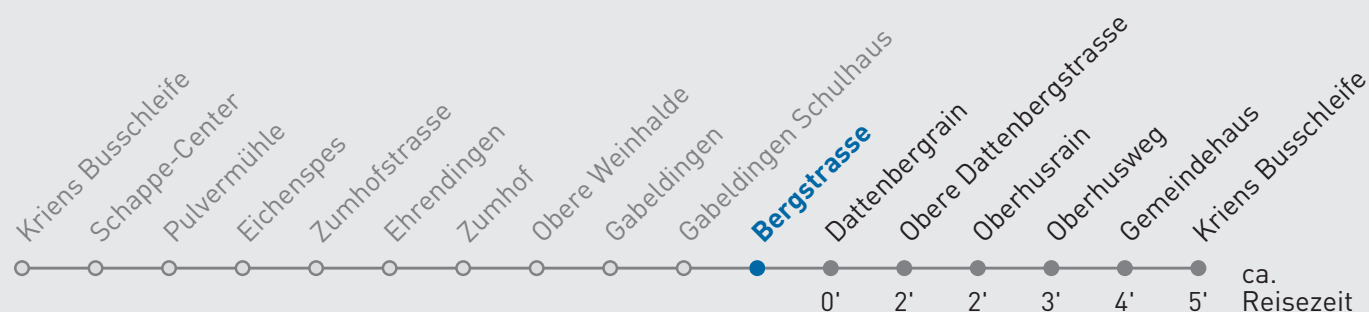 Kriens Busschleife
Schappe-Center
Pulvermühle
Eichenspes
Zumhofstrasse
Ehrendingen
Zumhof
Obere Weinhalde
Gabeldingen
Gabeldingen Schulhaus
Bergstrasse
Dattenbergrain
Obere Dattenbergstrasse
Oberhusrain
Oberhusweg
Gemeindehaus
Kriens Busschleife
0' 2' 2' 3' 4' 5'
ca.
Reisezeit